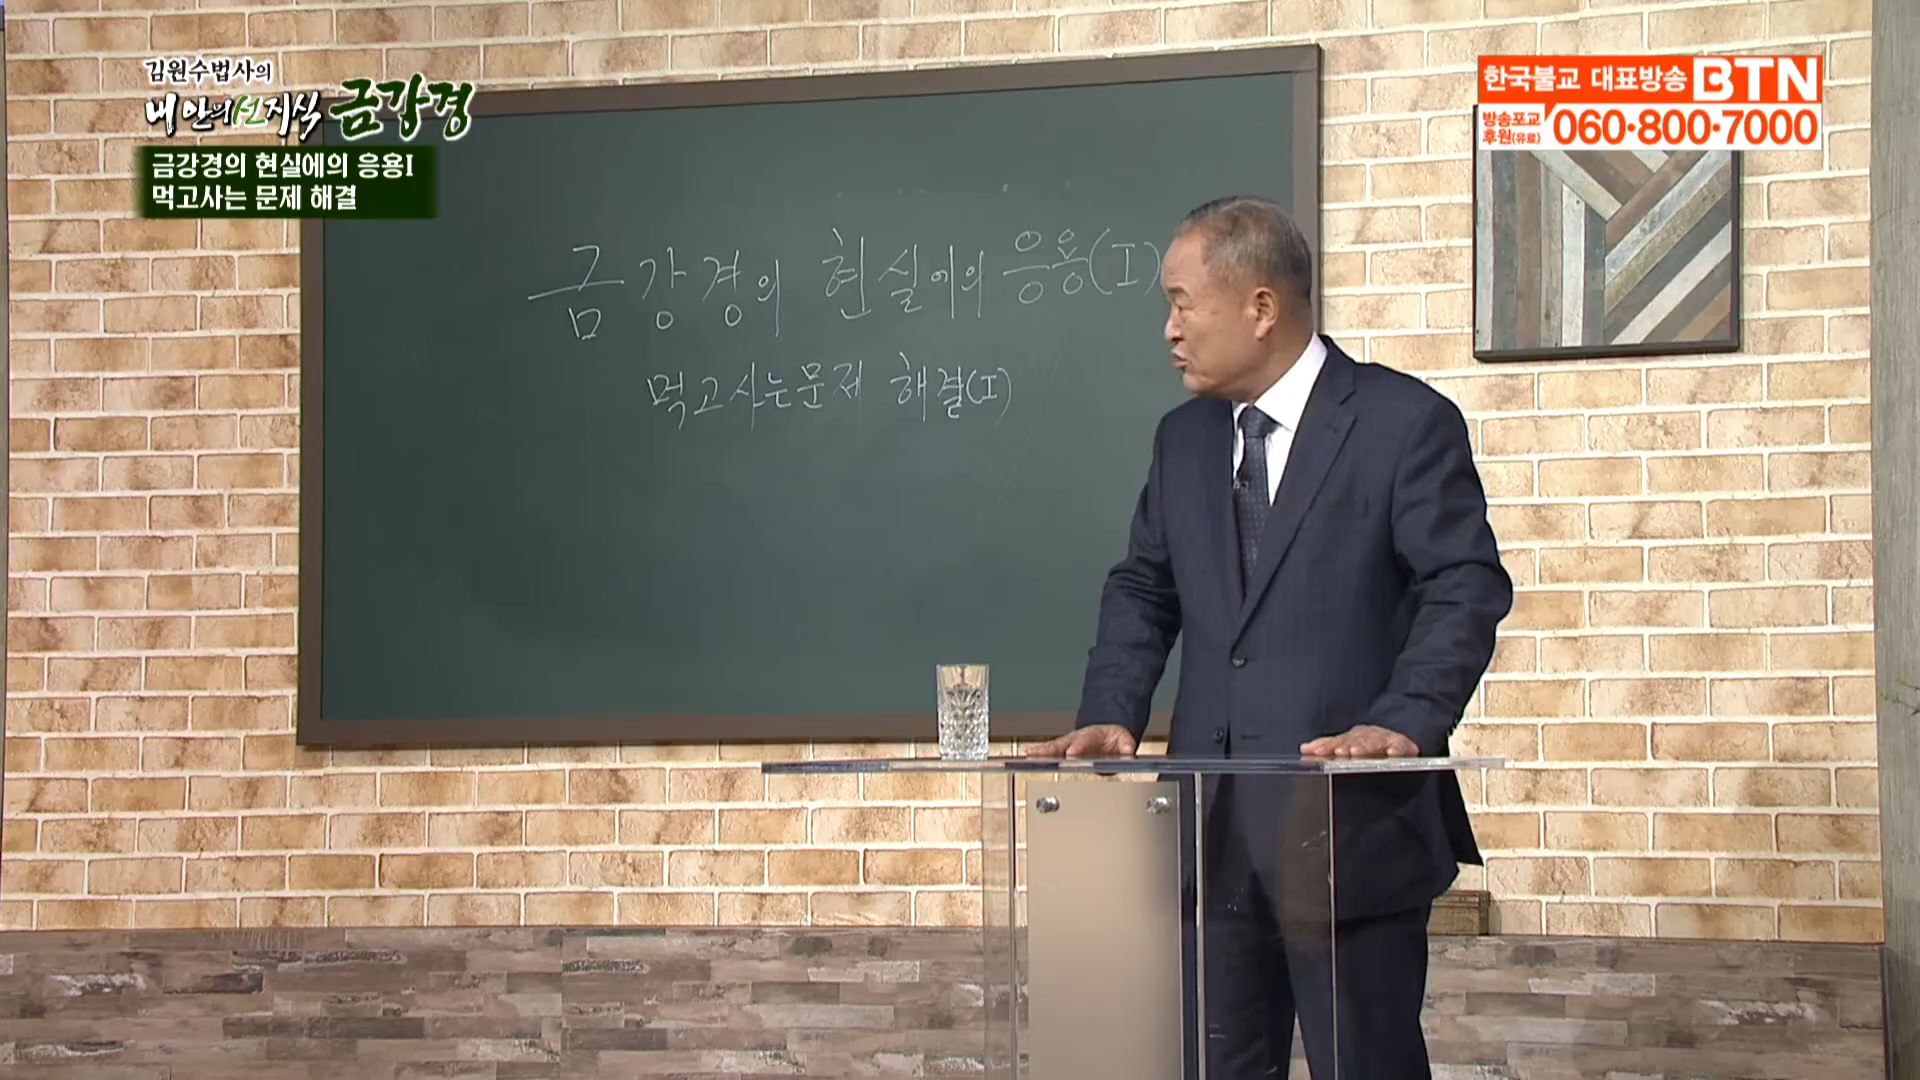 김원수법사의
내 안의 선지식 금강경
금강경의 현실에의 응용I
먹고사는 문제 해결
한국불교 대표방송 BTN
방송포교
후원(유료)
060·800·7000
금강경의 현실에의 응용(I)
먹고사는문제 해결(I)